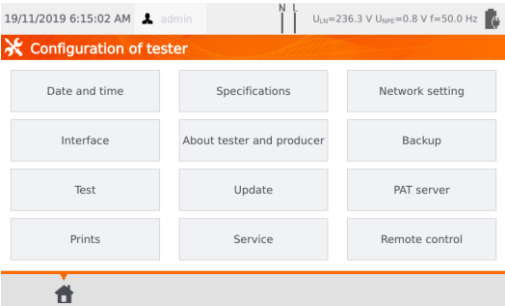 19/11/2019 6:15:02 AM admin N L ULN=236.3 V UNPE=0.8 V f=50.0 Hz
Configuration of tester
Date and time Specifications Network setting
Interface About tester and producer Backup
Test Update PAT server
Prints Service Remote control